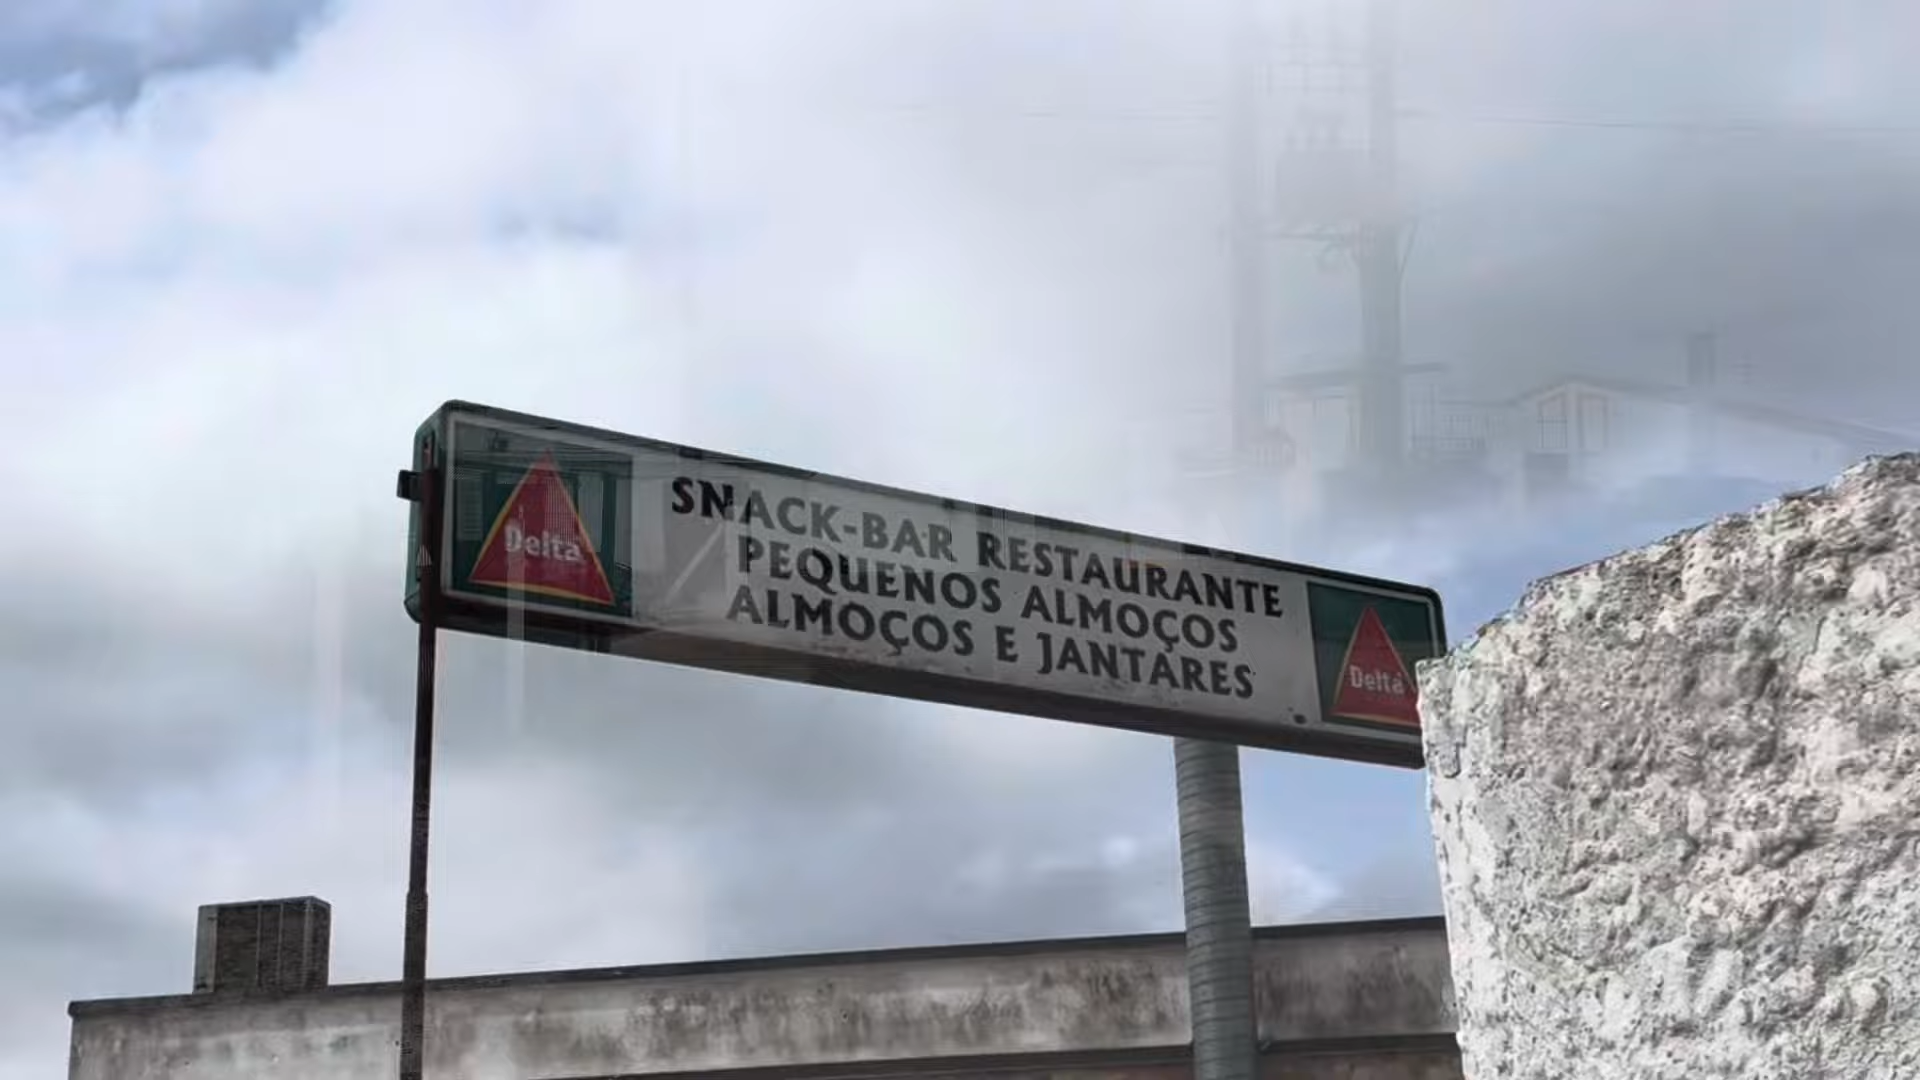 Delta
SNACK-BAR RESTAURANTE
PEQUENOS ALMOÇOS
ALMOÇOS E JANTARES
Delta